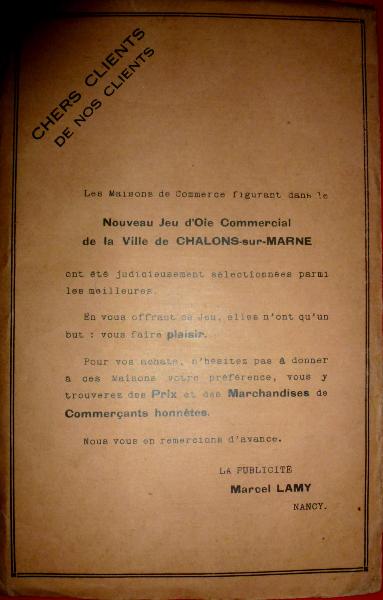 CHERS CLIENTS
DE NOS CLIENTS
Les Maisons de Commerce figurant dans le
Nouveau Jeu d'Oie Commercial
de la Ville de CHALONS-sur-MARNE
ont été judicieusement sélectionnées parmi
les meilleures.
En vous offrant ce Jeu, elles n'ont qu'un
but : vous faire plaisir.
Pour vos achats, n'hésitez pas à donner
à ces Maisons votre préférence, vous y
trouverez des Prix et des Marchandises de
Commerçants honnêtes.
Nous vous en remercions d'avance.
LA PUBLICITÉ
Marcel LAMY
NANCY.